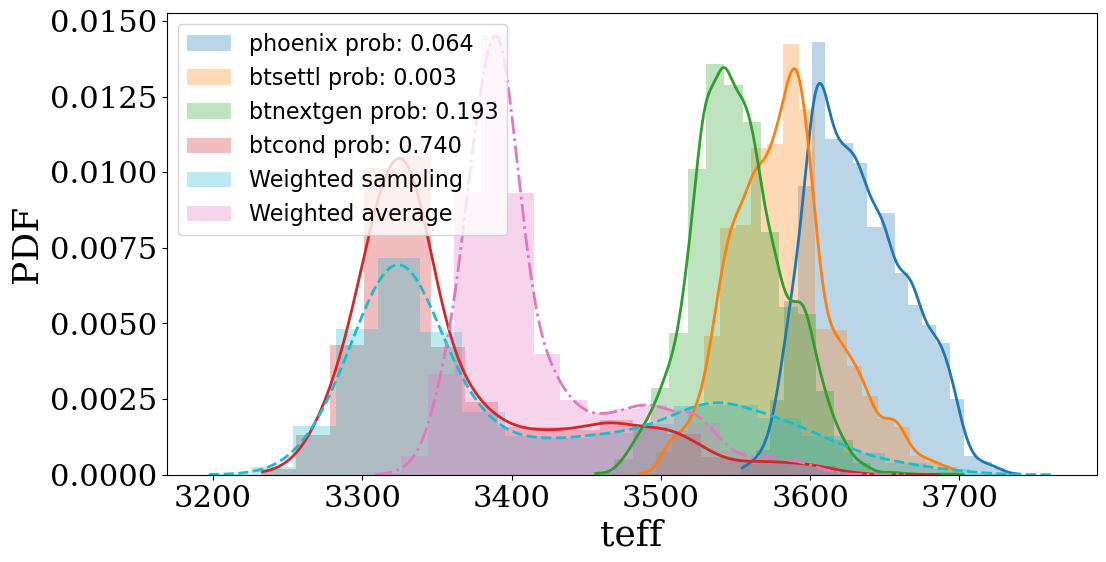 0.0150
0.0125
0.0100
0.0075
0.0050
0.0025
0.0000
PDF
phoenix prob: 0.064
btsettl prob: 0.003
btnextgen prob: 0.193
btcond prob: 0.740
Weighted sampling
Weighted average
3200 3300 3400 3500 3600 3700
teff